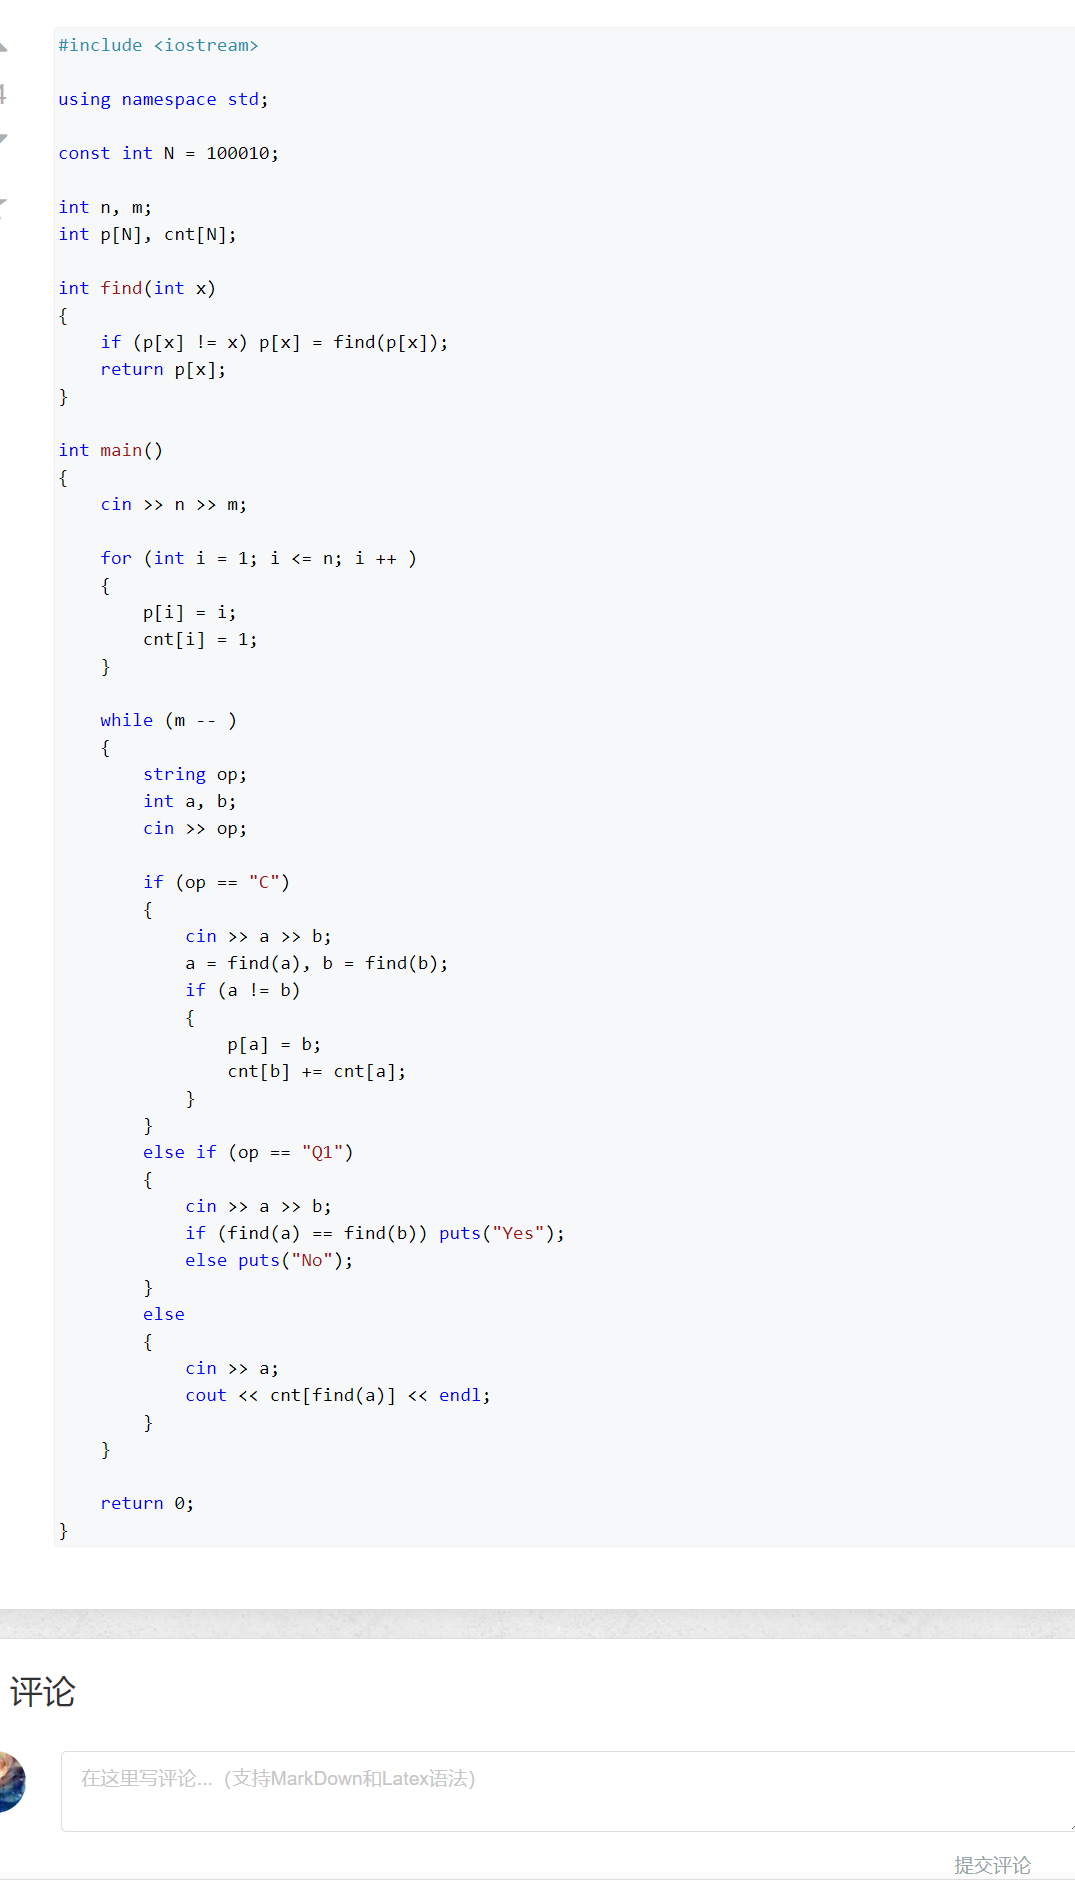 #include <iostream>
using namespace std;
const int N = 100010;
int n, m;
int p[N], cnt[N];
int find(int x)
{
    if (p[x] != x) p[x] = find(p[x]);
    return p[x];
}
int main()
{
    cin >> n >> m;
    for (int i = 1; i <= n; i ++ )
    {
        p[i] = i;
        cnt[i] = 1;
    }
    while (m -- )
    {
        string op;
        int a, b;
        cin >> op;
        if (op == "C")
        {
            cin >> a >> b;
            a = find(a), b = find(b);
            if (a != b)
            {
                p[a] = b;
                cnt[b] += cnt[a];
            }
        }
        else if (op == "Q1")
        {
            cin >> a >> b;
            if (find(a) == find(b)) puts("Yes");
            else puts("No");
        }
        else
        {
            cin >> a;
            cout << cnt[find(a)] << endl;
        }
    }
    return 0;
}
评论
在这里写评论... (支持MarkDown和Latex语法)
提交评论